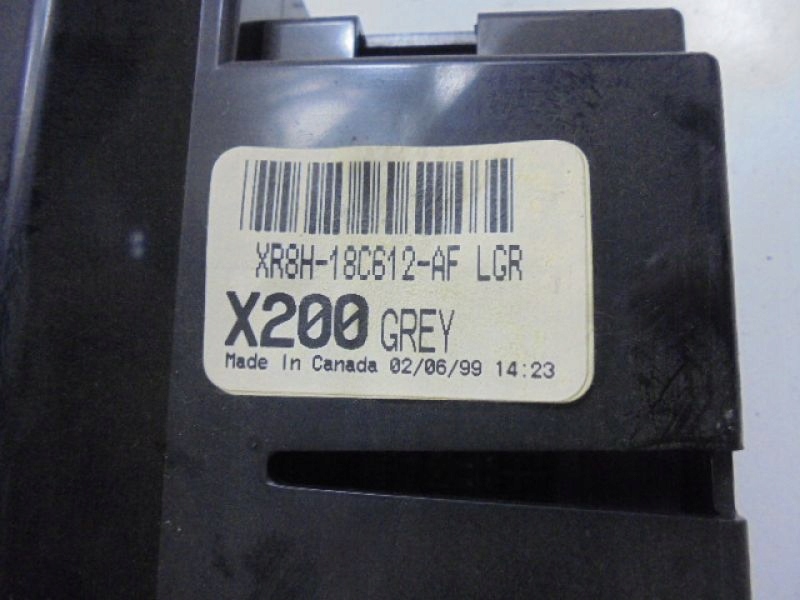 XR8H-18C612-AF LGR
X200 GREY
Made In Canada 02/06/99 14:23